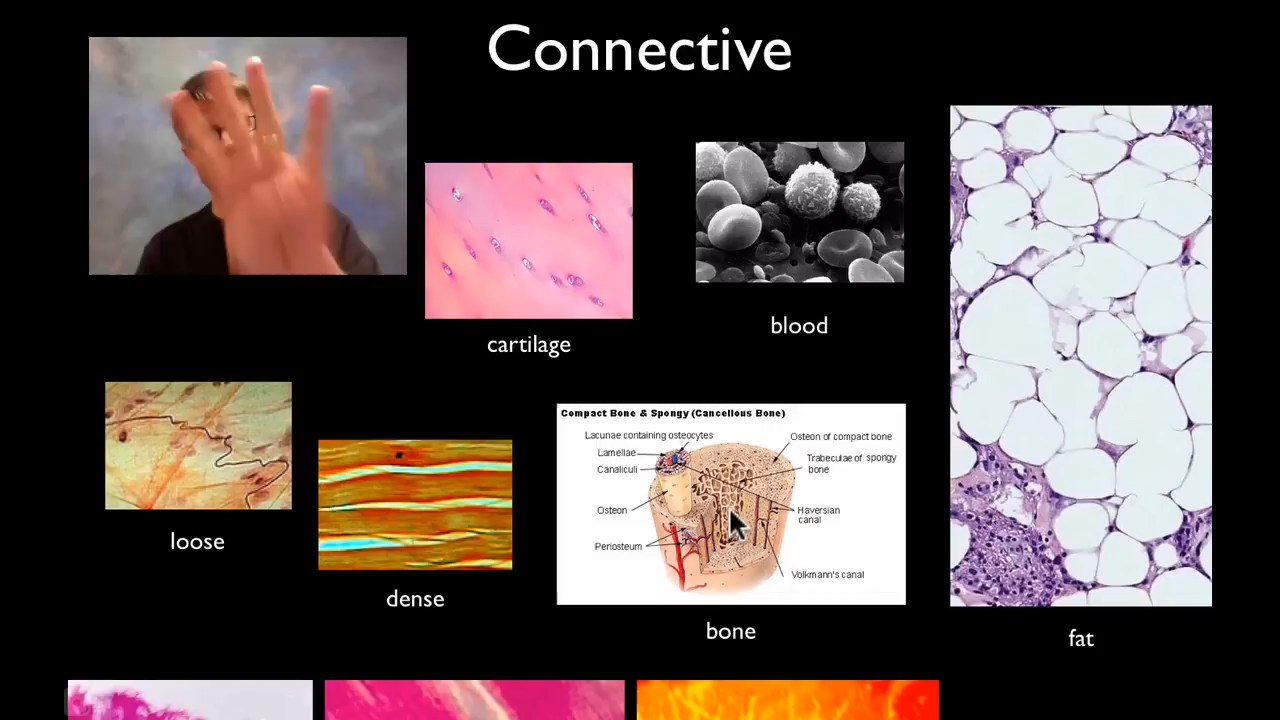 Connective
cartilage
blood
loose
dense
Compact Bone & Spongy (Cancellous Bone)
Lacunae containing osteocytes
Lamellae
Canaliculi
Osteon
Periosteum
Osteon of compact bone
Trabeculae of spongy
bone
Haversian
canal
Volkmann's canal
bone
fat